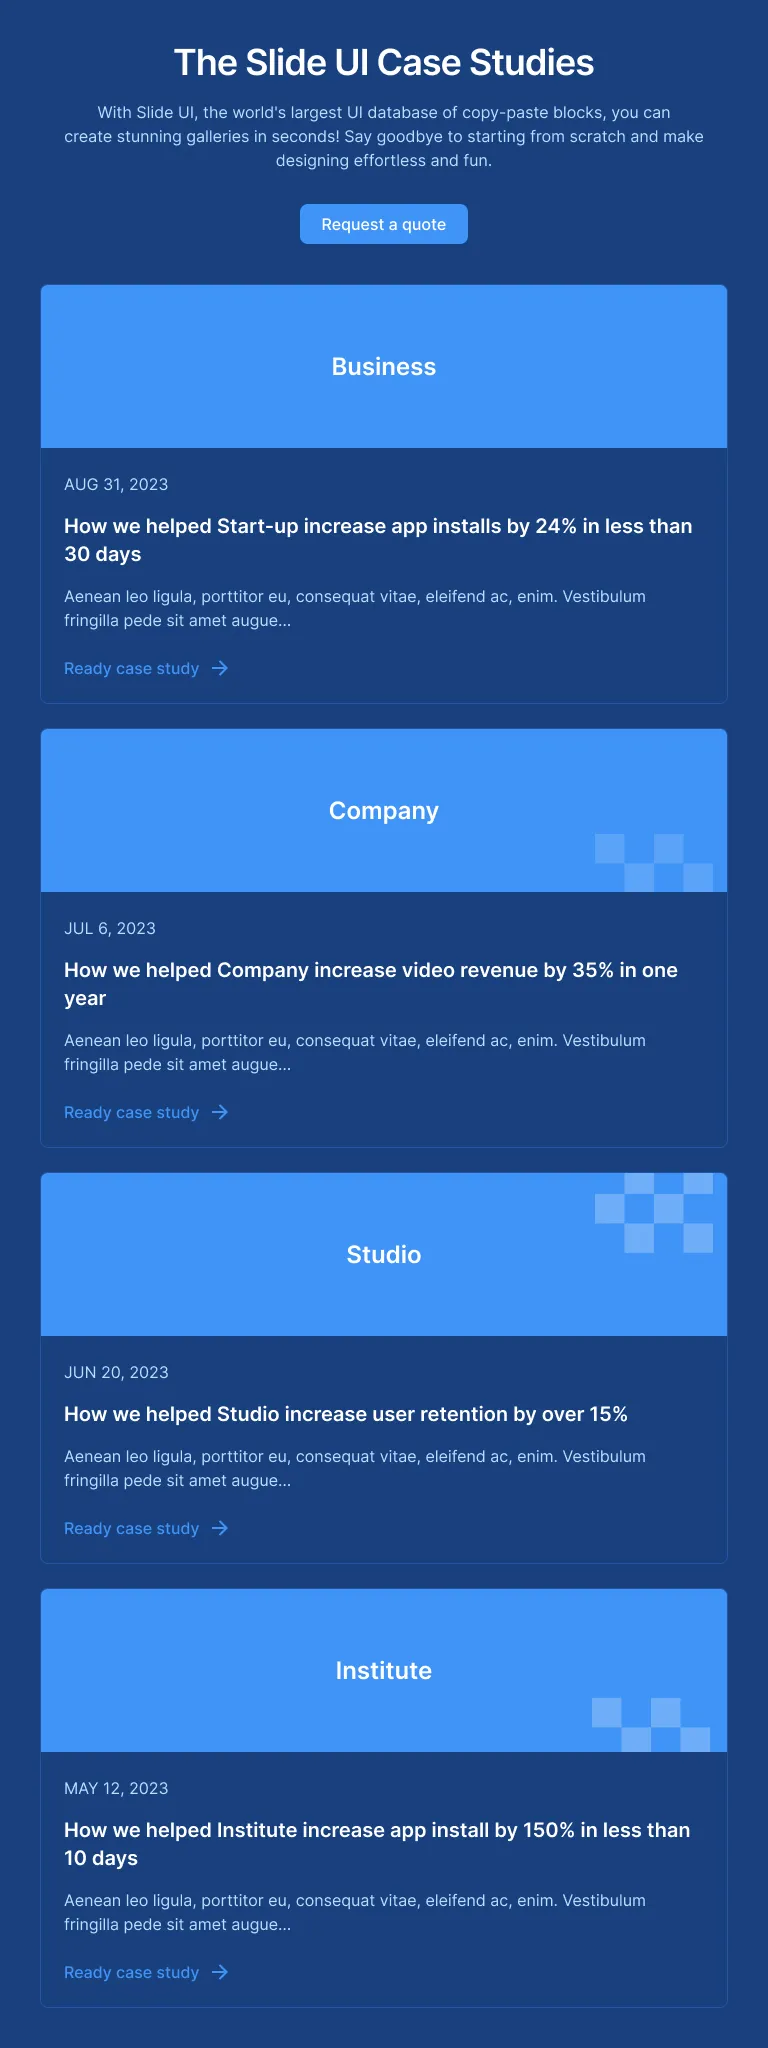 The Slide UI Case Studies
With Slide UI, the world's largest UI database of copy-paste blocks, you can
create stunning galleries in seconds! Say goodbye to starting from scratch and make
designing effortless and fun.
Request a quote
Business
AUG 31, 2023
How we helped Start-up increase app installs by 24% in less than
30 days
Aenean leo ligula, porttitor eu, consequat vitae, eleifend ac, enim. Vestibulum
fringilla pede sit amet augue...
Ready case study
Company
JUL 6, 2023
How we helped Company increase video revenue by 35% in one
year
Aenean leo ligula, porttitor eu, consequat vitae, eleifend ac, enim. Vestibulum
fringilla pede sit amet augue...
Ready case study
Studio
JUN 20, 2023
How we helped Studio increase user retention by over 15%
Aenean leo ligula, porttitor eu, consequat vitae, eleifend ac, enim. Vestibulum
fringilla pede sit amet augue...
Ready case study
Institute
MAY 12, 2023
How we helped Institute increase app install by 150% in less than
10 days
Aenean leo ligula, porttitor eu, consequat vitae, eleifend ac, enim. Vestibulum
fringilla pede sit amet augue...
Ready case study